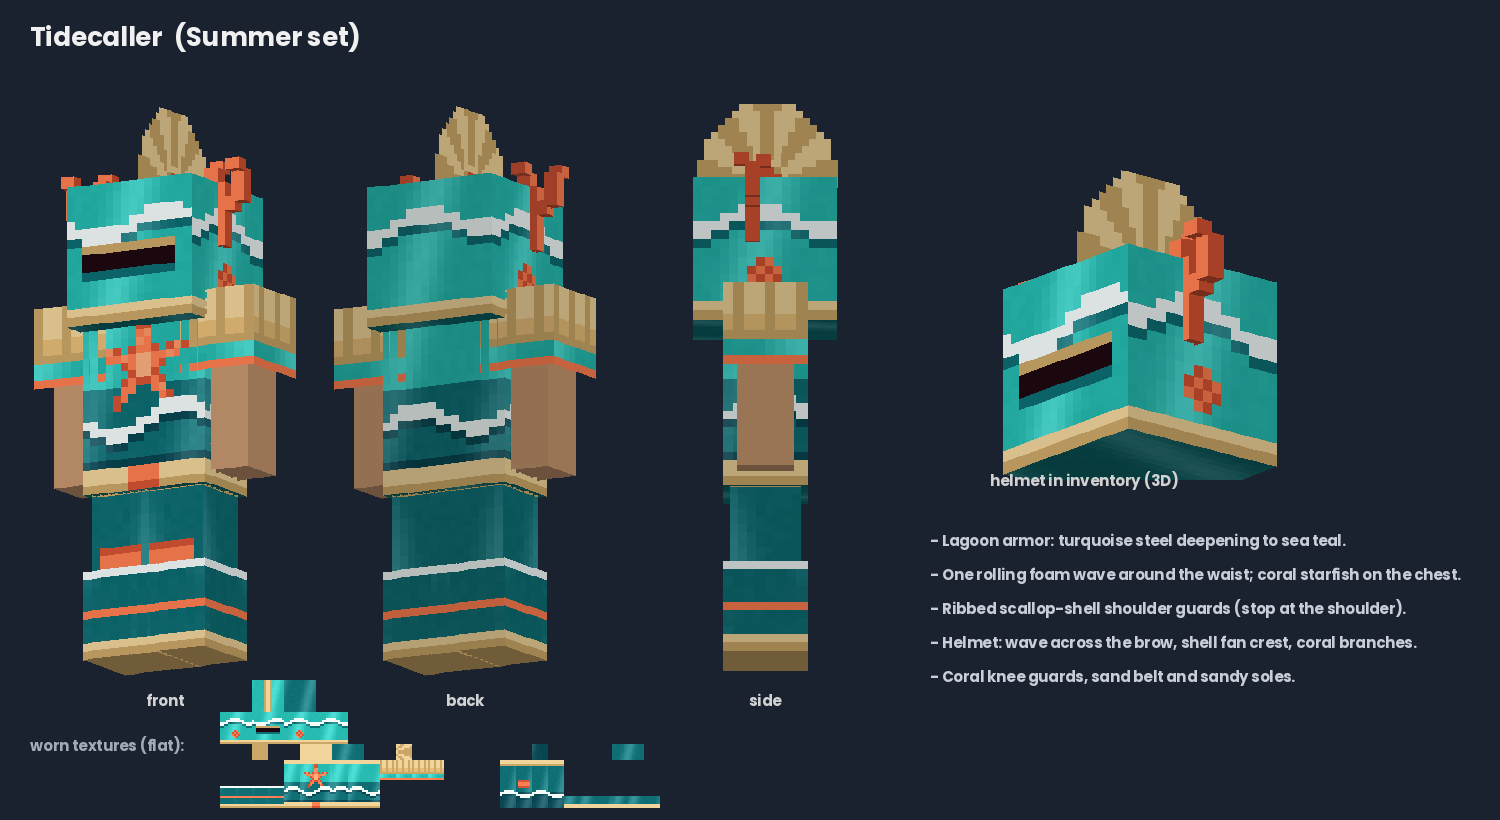 Tidecaller (Summer set)
helmet in inventory (3D)
- Lagoon armor: turquoise steel deepening to sea teal.
- One rolling foam wave around the waist; coral starfish on the chest.
- Ribbed scallop-shell shoulder guards (stop at the shoulder).
- Helmet: wave across the brow, shell fan crest, coral branches.
- Coral knee guards, sand belt and sandy soles.
front
back
side
worn textures (flat):